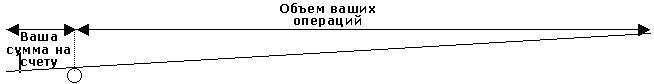 Объем ваших
операций
Ваша
сумма на
счету